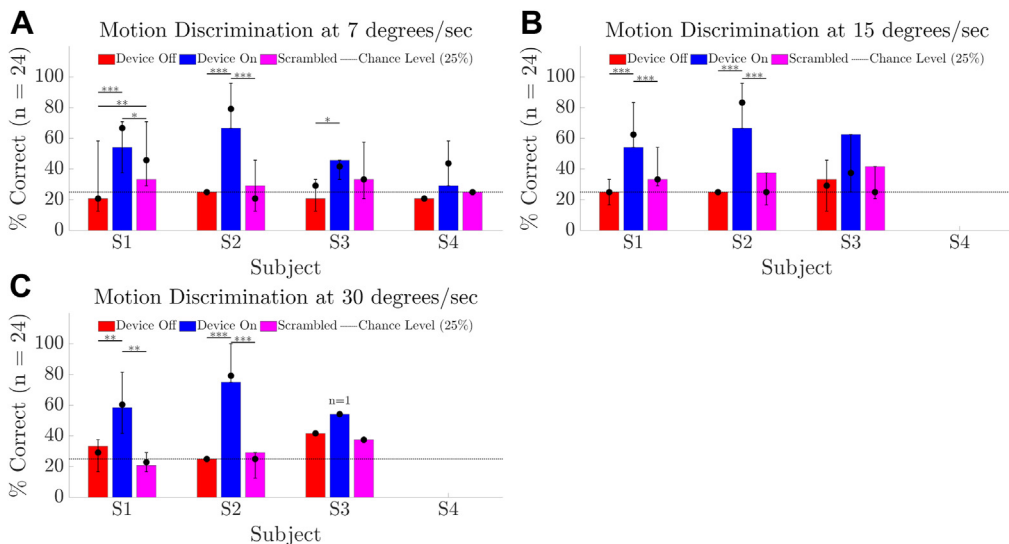 A
Motion Discrimination at 7 degrees/sec
Device Off Device On Scrambled Chance Level (25%)
% Correct (n = 24)
100
80
60
40
20
0
***
**
*
***
***
*
S1 S2 S3 S4
Subject
B
Motion Discrimination at 15 degrees/sec
Device Off Device On Scrambled Chance Level (25%)
% Correct (n = 24)
100
80
60
40
20
0
***
***
***
***
S1 S2 S3 S4
Subject
C
Motion Discrimination at 30 degrees/sec
Device Off Device On Scrambled Chance Level (25%)
% Correct (n = 24)
100
80
60
40
20
0
**
**
***
***
n=1
S1 S2 S3 S4
Subject